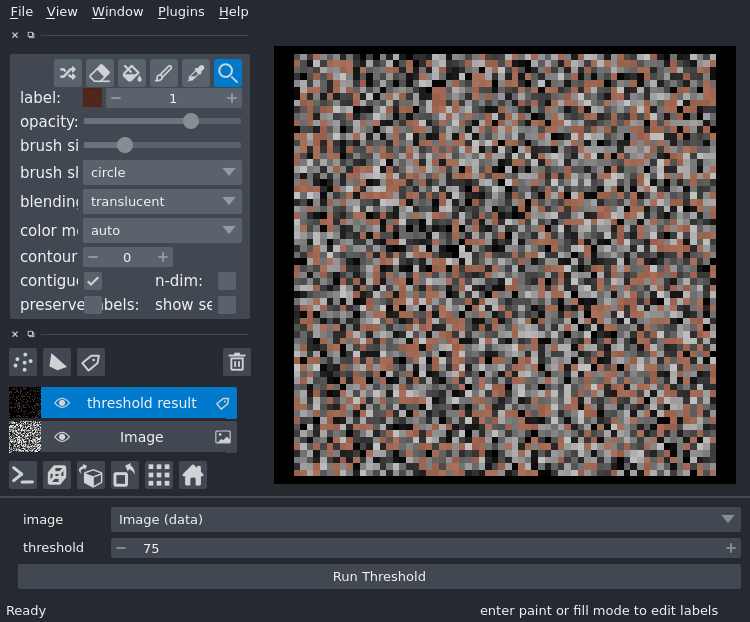 File View Window Plugins Help
label: 1
opacity:
brush si
brush sl circle
blending translucent
color m auto
contour 0
contigu n-dim:
preserve abels: show se
threshold result
Image
image Image (data)
threshold 75
Run Threshold
Ready enter paint or fill mode to edit labels